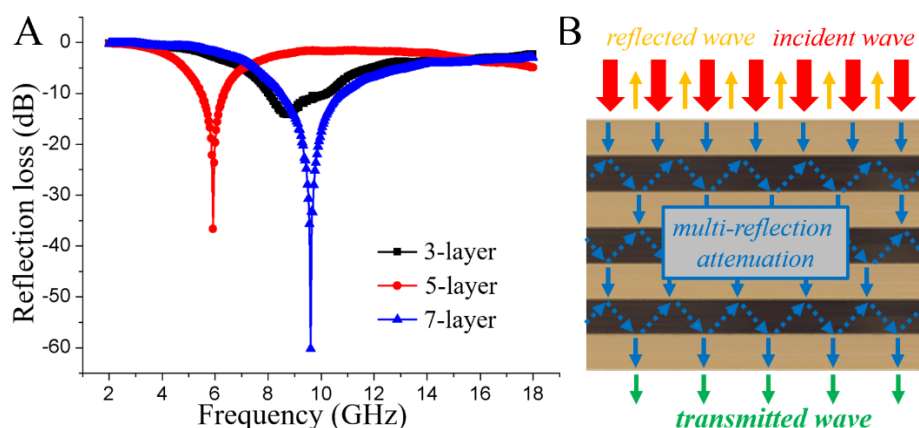 A
Reflection loss (dB)
0
-10
-20
-30
-40
-50
-60
2
4
6
8
10
12
14
16
18
Frequency (GHz)
3-layer
5-layer
7-layer
B
reflected wave
incident wave
multi-reflection
attenuation
transmitted wave